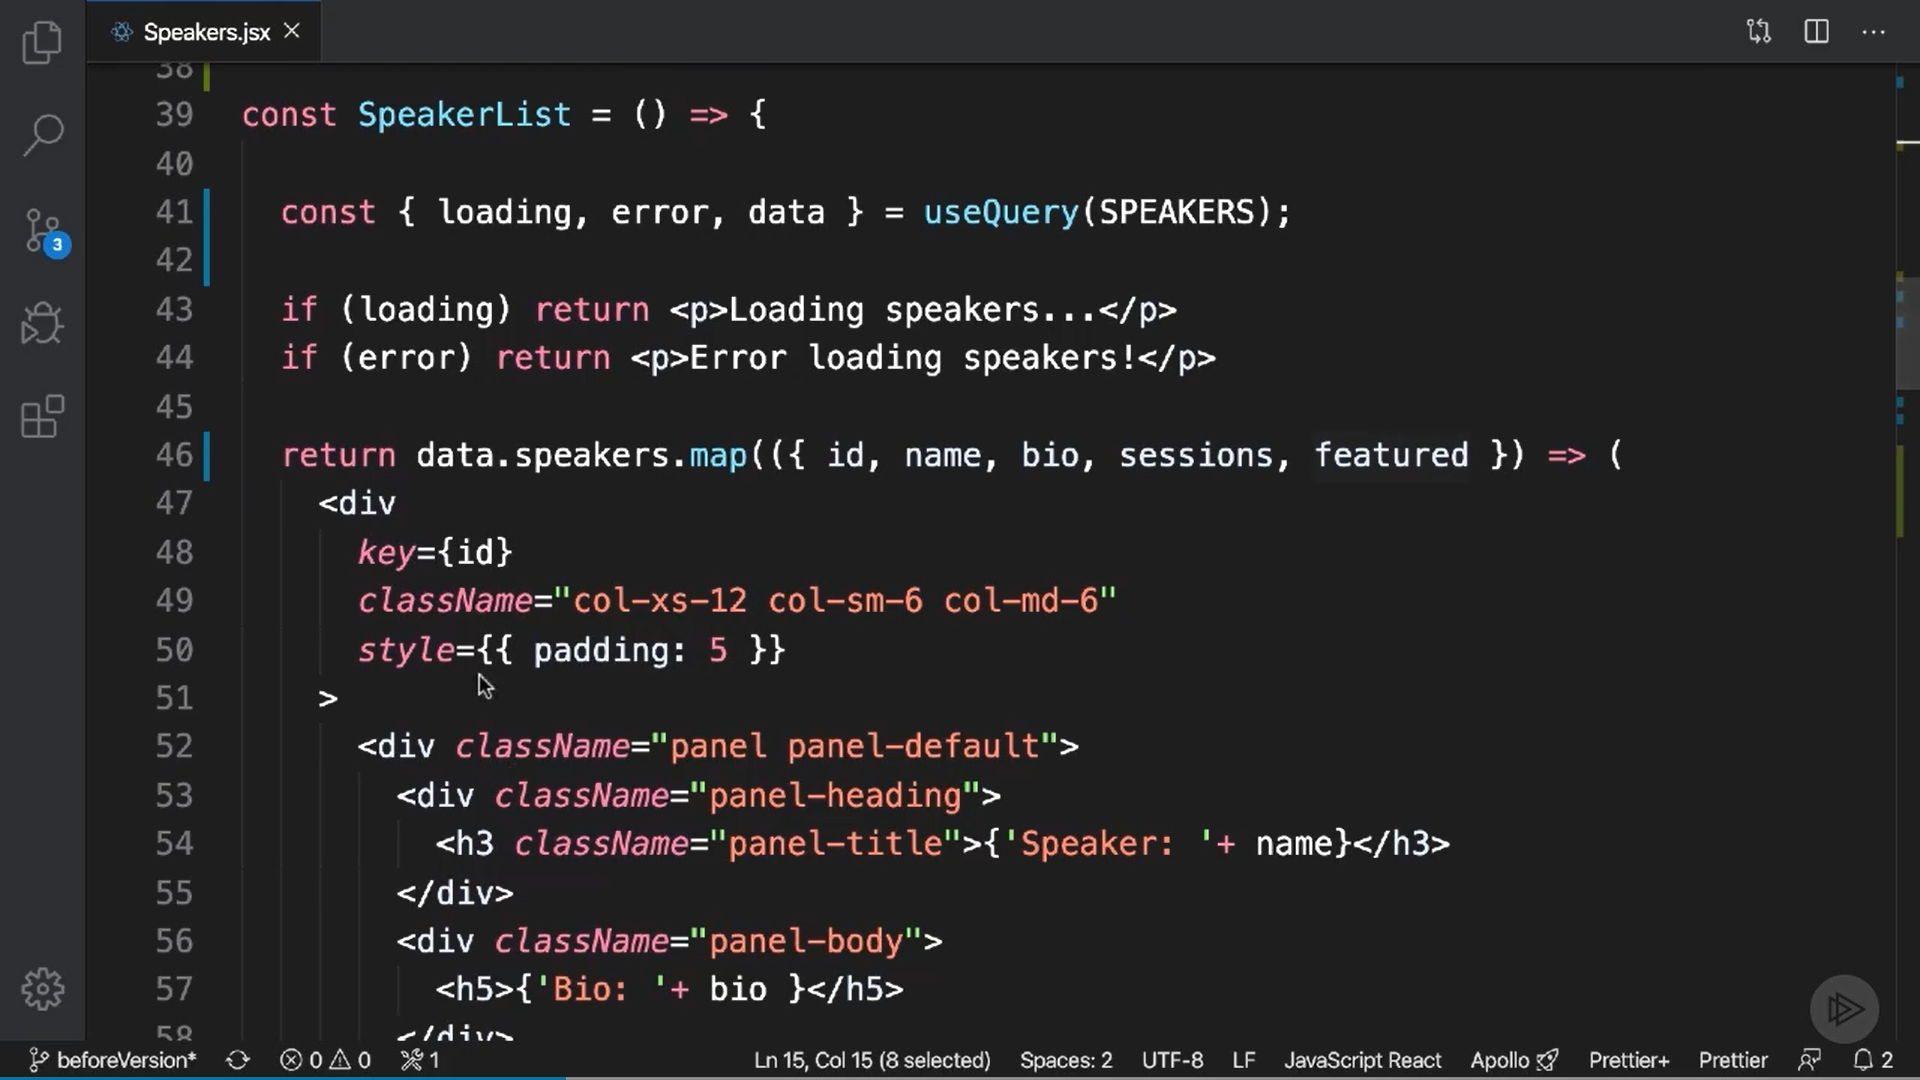 Speakers.jsx
38
39 const SpeakerList = () => {
40
41 const { loading, error, data } = useQuery(SPEAKERS);
42
43 if (loading) return <p>Loading speakers...</p>
44 if (error) return <p>Error loading speakers!</p>
45
46 return data.speakers.map(({ id, name, bio, sessions, featured }) => (
47 <div
48 key={id}
49 className="col-xs-12 col-sm-6 col-md-6"
50 style={{ padding: 5 }}
51 >
52 <div className="panel panel-default">
53 <div className="panel-heading">
54 <h3 className="panel-title">{'Speaker: '+ name}</h3>
55 </div>
56 <div className="panel-body">
57 <h5>{'Bio: '+ bio }</h5>
58 </div>
3
beforeVersion* 0 0 1 Ln 15, Col 15 (8 selected) Spaces: 2 UTF-8 LF JavaScript React Apollo Prettier+ Prettier 2